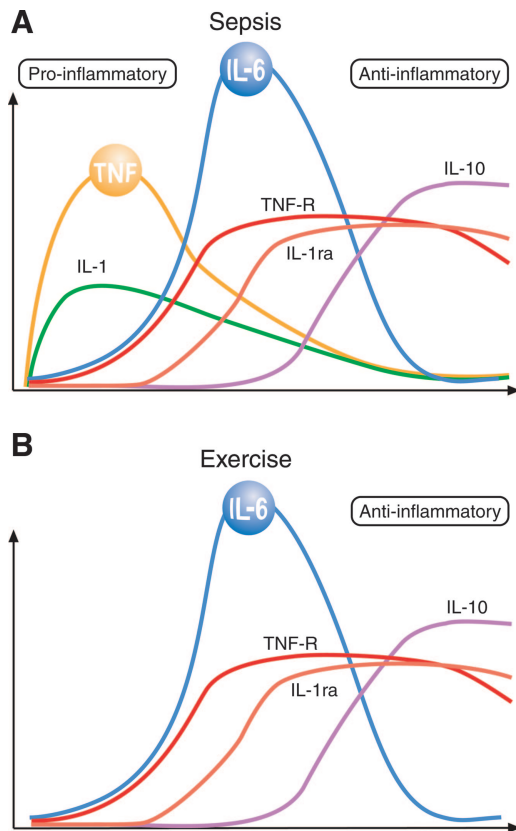 A
Sepsis
Pro-inflammatory
IL-6
Anti-inflammatory
TNF
IL-10
TNF-R
IL-1ra
IL-1
B
Exercise
IL-6
Anti-inflammatory
IL-10
TNF-R
IL-1ra